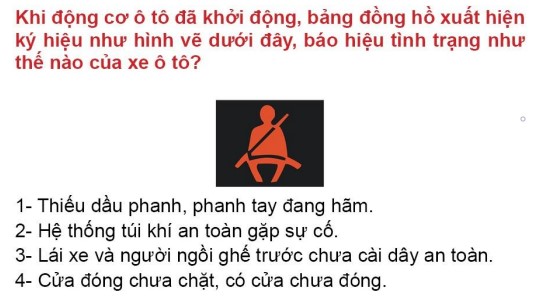 Khi động cơ ô tô đã khởi động, bảng đồng hồ xuất hiện
ký hiệu như hình vẽ dưới đây, báo hiệu tình trạng như
thế nào của xe ô tô?
1- Thiếu dầu phanh, phanh tay đang hãm.
2- Hệ thống túi khí an toàn gặp sự cố.
3- Lái xe và người ngồi ghế trước chưa cài dây an toàn.
4- Cửa đóng chưa chặt, có cửa chưa đóng.